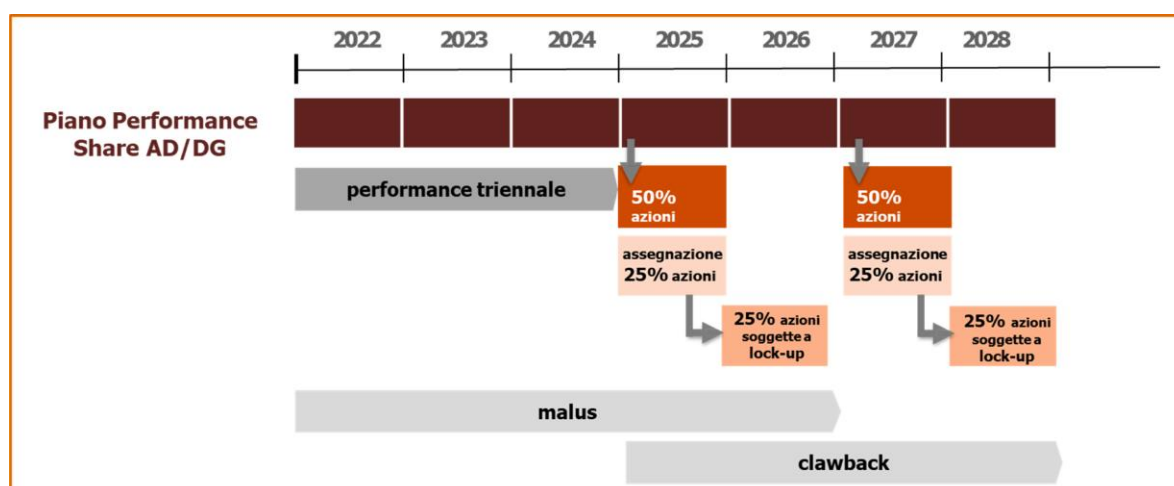 2022 2023 2024 2025 2026 2027 2028
Piano Performance
Share AD/DG
performance triennale
50%
azioni
50%
azioni
assegnazione
25% azioni
assegnazione
25% azioni
25% azioni
soggette a
lock-up
25% azioni
soggette a
lock-up
malus
clawback